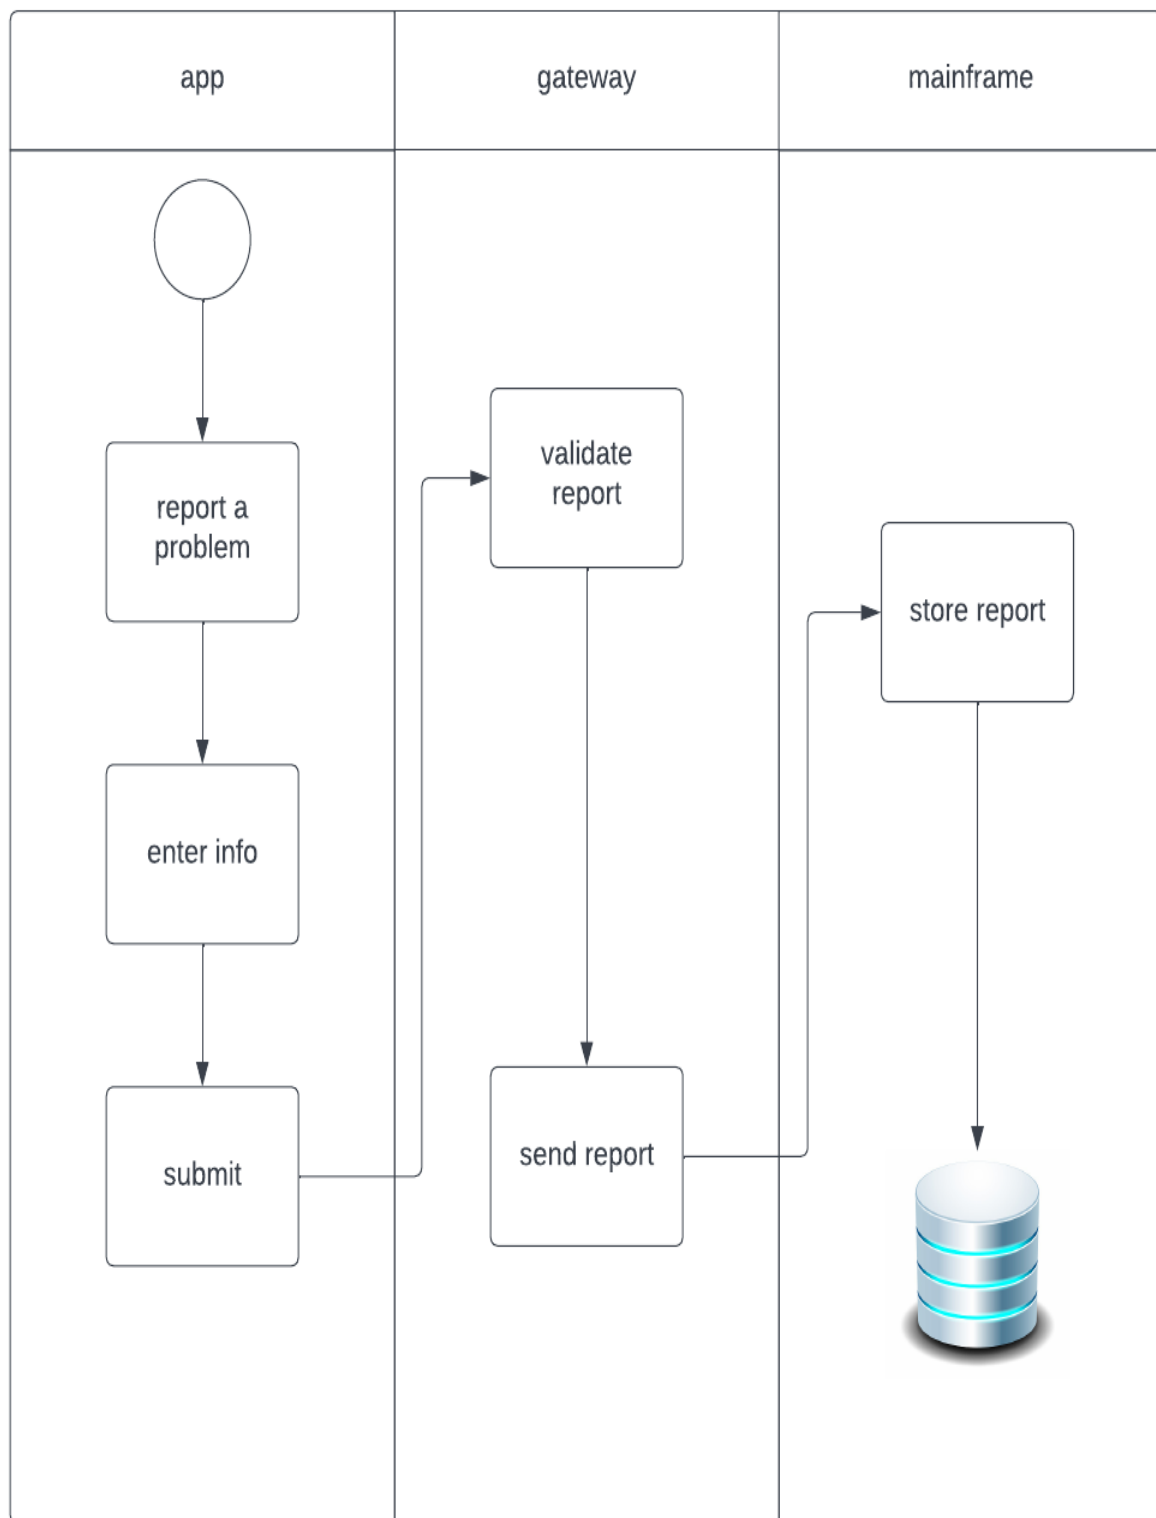 app
gateway
mainframe
report a
problem
enter info
submit
validate
report
send report
store report